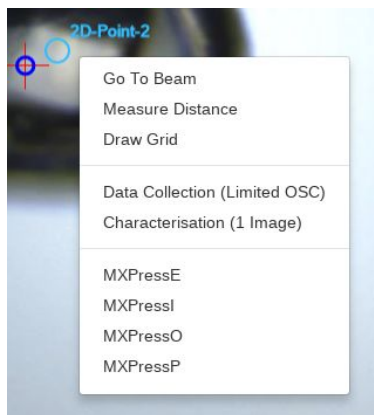 2D-Point-2
Go To Beam
Measure Distance
Draw Grid
Data Collection (Limited OSC)
Characterisation (1 Image)
MXPressE
MXPressI
MXPressO
MXPressP